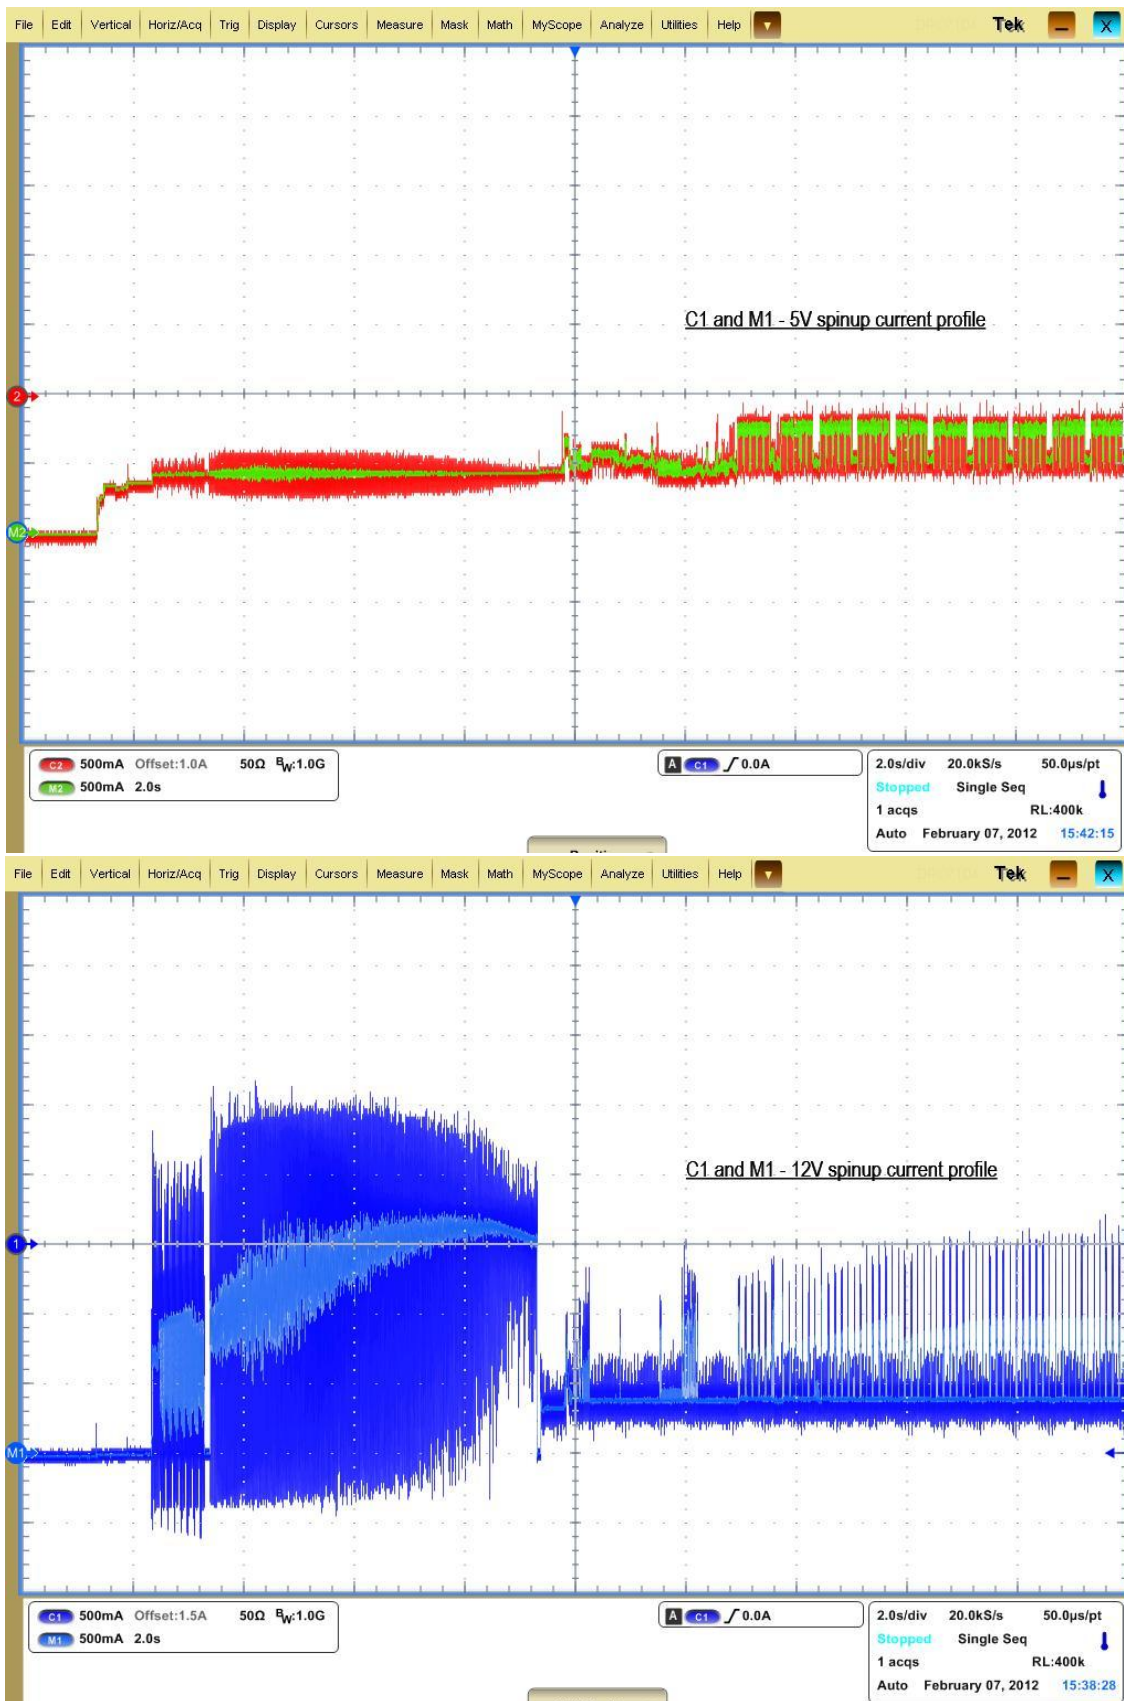 File Edit Vertical Horiz/Acq Trig Display Cursors Measure Mask Math MyScope Analyze Utilities Help Tek X
C1 and M1 - 5V spinup current profile
2
M2
C2 500mA Offset:1.0A 50Ω BW:1.0G
M2 500mA 2.0s
A C1 0.0A
2.0s/div 20.0kS/s 50.0µs/pt
Stopped Single Seq
1 acqs RL:400k
Auto February 07, 2012 15:42:15
File Edit Vertical Horiz/Acq Trig Display Cursors Measure Mask Math MyScope Analyze Utilities Help Tek X
C1 and M1 - 12V spinup current profile
1
M1
C1 500mA Offset:1.5A 50Ω BW:1.0G
M1 500mA 2.0s
A C1 0.0A
2.0s/div 20.0kS/s 50.0µs/pt
Stopped Single Seq
1 acqs RL:400k
Auto February 07, 2012 15:38:28